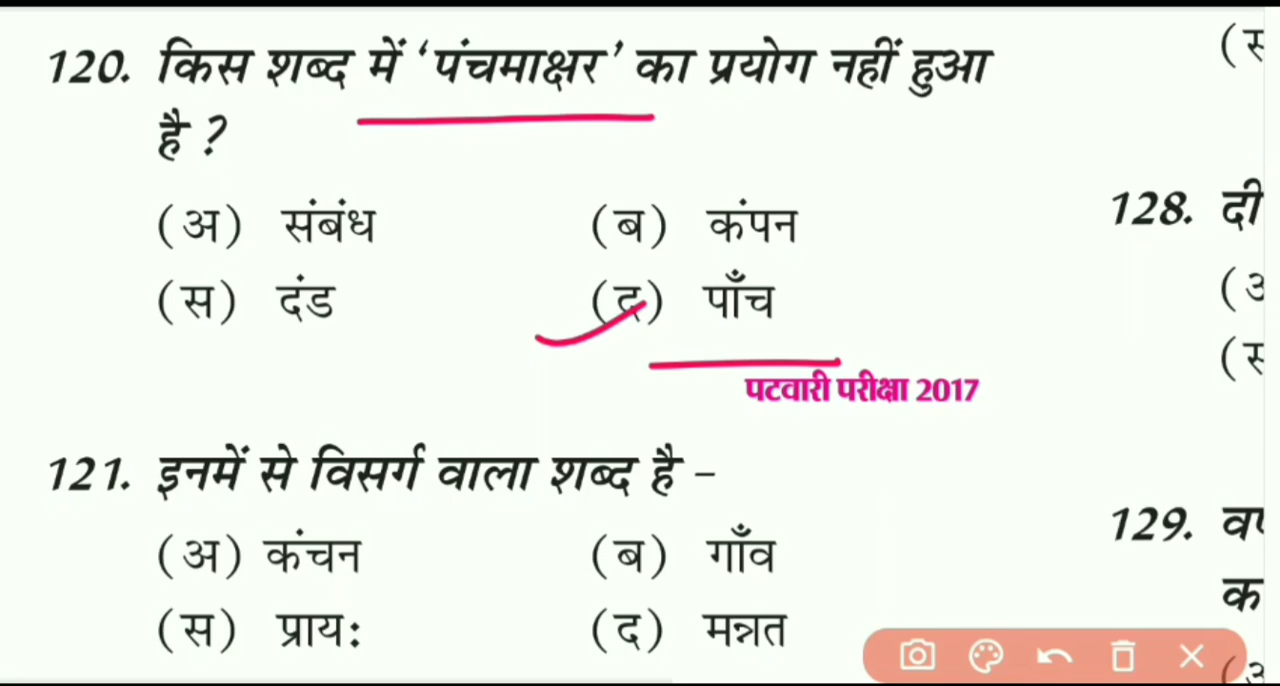 120. किस शब्द में ‘पंचमाक्षर’ का प्रयोग नहीं हुआ
है ?
(अ) संबंध (ब) कंपन
(स) दंड (द) पाँच
पटवारी परीक्षा 2017
121. इनमें से विसर्ग वाला शब्द है –
(अ) कंचन (ब) गाँव
(स) प्रायः (द) मन्नत
128.
129.